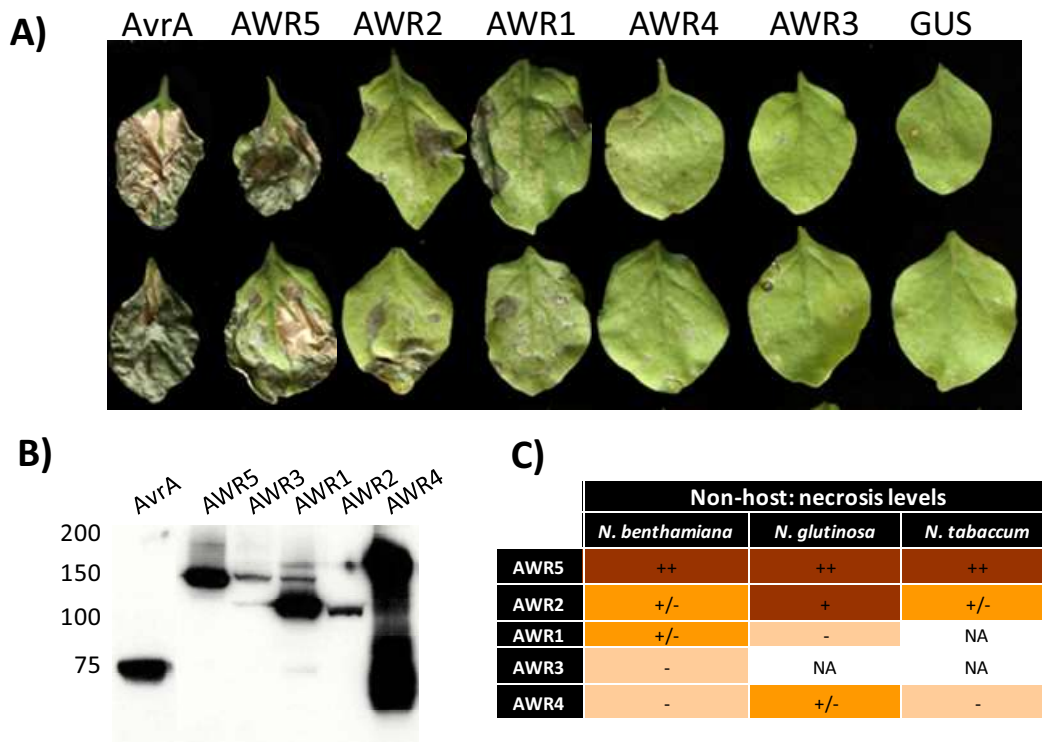 A)
AvrA AWR5 AWR2 AWR1 AWR4 AWR3 GUS
B)
AvrA AWR5 AWR3 AWR1 AWR2 AWR4
200
150
100
75
C)
Non-host: necrosis levels
N. benthamiana N. glutinosa N. tabaccum
AWR5 ++ ++ ++
AWR2 +/- + +/-
AWR1 +/- - NA
AWR3 - NA NA
AWR4 - +/- -